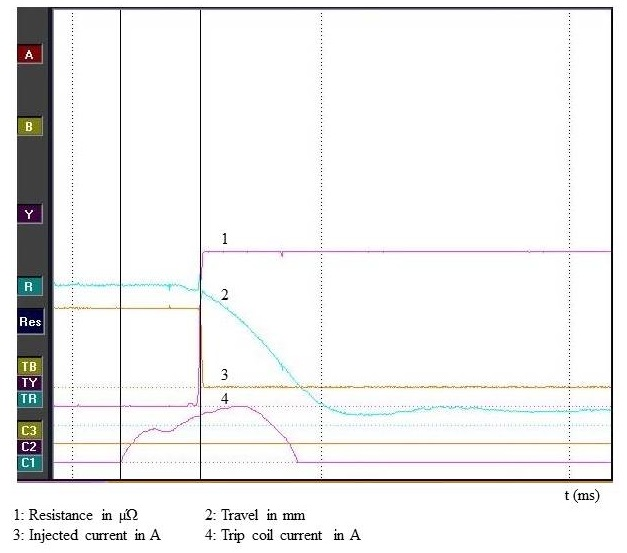 A
B
Y
1
R
2
Res
TB
3
TY
TR
4
C3
C2
C1
t (ms)
1: Resistance in μΩ 2: Travel in mm
3: Injected current in A 4: Trip coil current in A